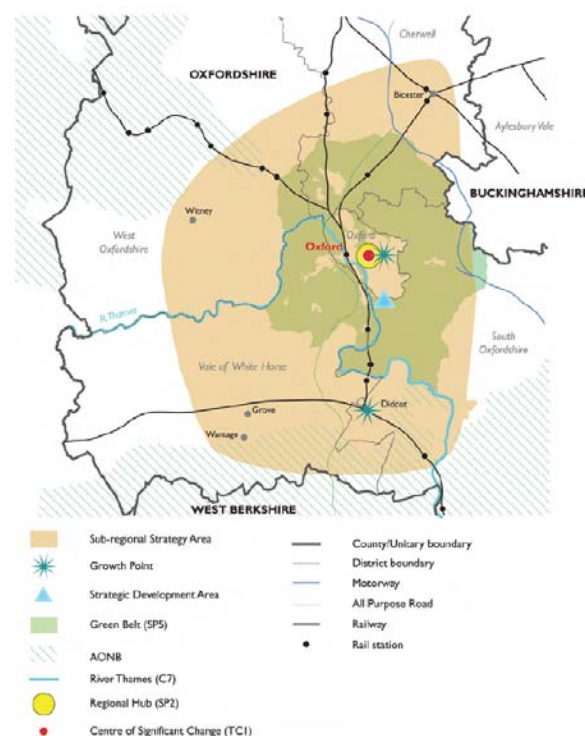 Cherwell
OXFORDSHIRE
Bicester
Aylesbury Vale
BUCKINGHAMSHIRE
Witney
West
Oxfordshire
Oxford
Oxford
R.Thames
South
Oxfordshire
Vale of White Horse
Didcot
Grove
Wantage
WEST BERKSHIRE
Sub-regional Strategy Area
Growth Point
Strategic Development Area
Green Belt (SP5)
AONB
River Thames (C7)
Regional Hub (SP2)
Centre of Significant Change (TC1)
County/Unitary boundary
District boundary
Motorway
All Purpose Road
Railway
Rail station